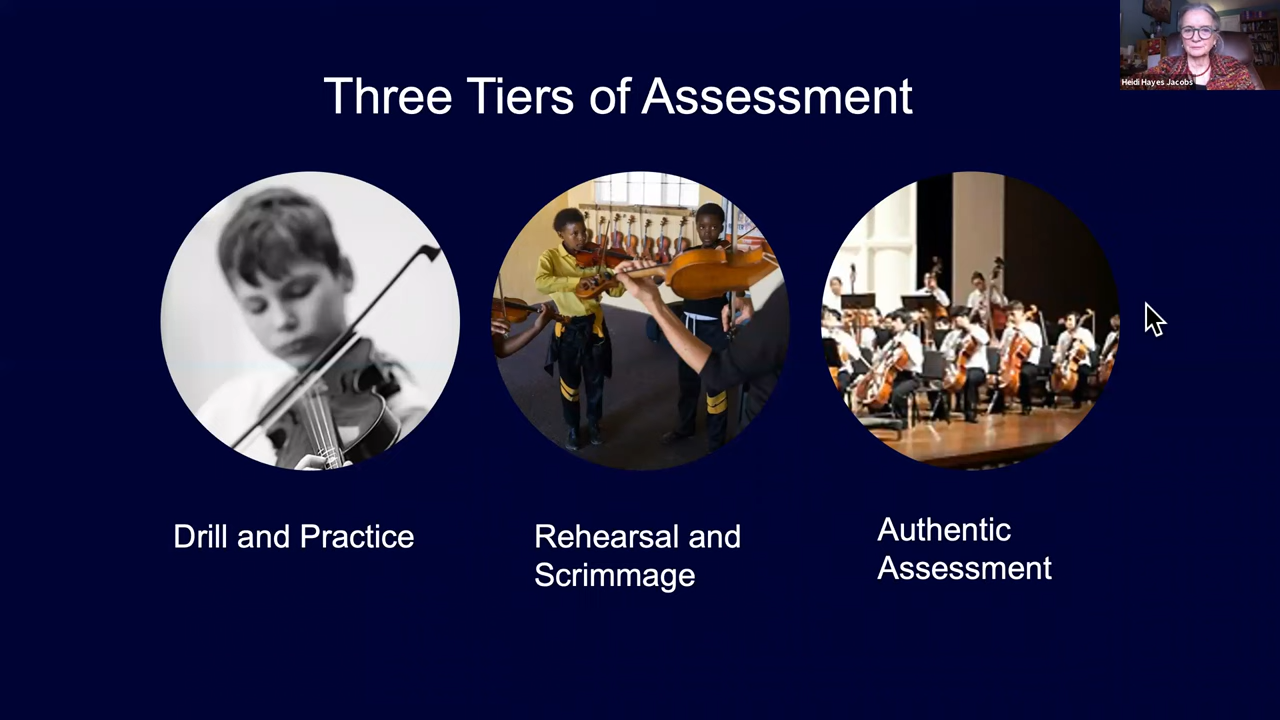 Heidi Hayes Jacobs
Three Tiers of Assessment
Drill and Practice
Rehearsal and
Scrimmage
Authentic
Assessment